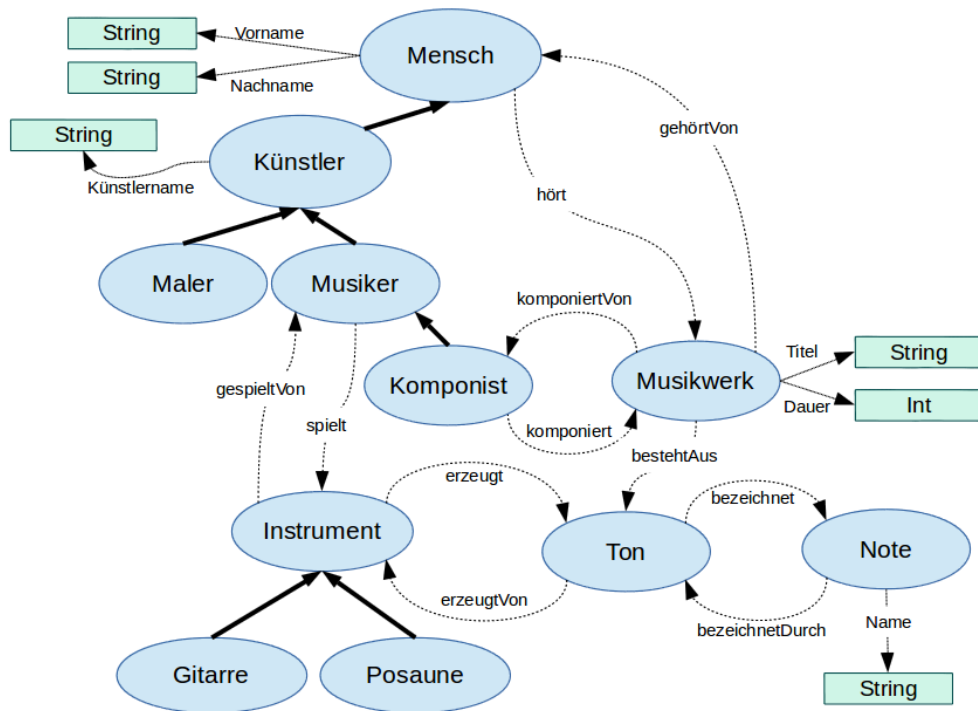 String
Vorname
Mensch
String
Nachname
String
Künstler
Künstlername
gehörtVon
hört
Maler
Musiker
komponiertVon
gespieltVon
spielt
Komponist
Musikwerk
Titel
String
Dauer
Int
komponiert
bestehtAus
erzeugt
bezeichnet
Instrument
Ton
Note
erzeugtVon
bezeichnetDurch
Name
Gitarre
Posaune
String